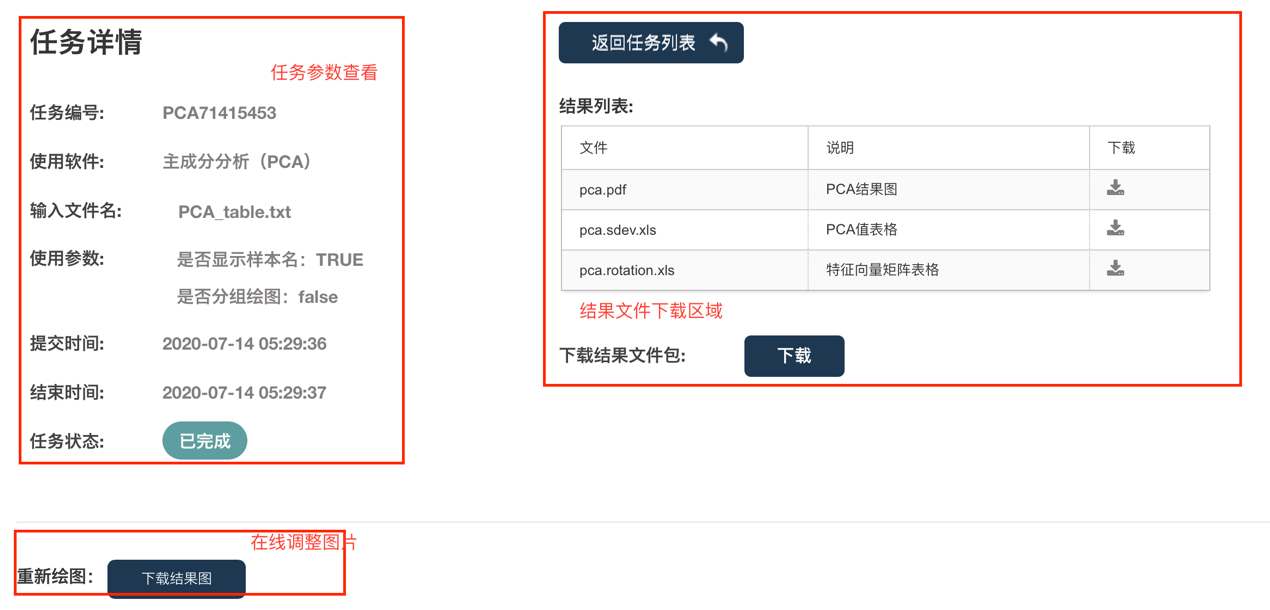 任务详情
任务参数查看
任务编号: PCA71415453
使用软件: 主成分分析（PCA）
输入文件名: PCA_table.txt
使用参数: 是否显示样本名：TRUE
是否分组绘图：false
提交时间: 2020-07-14 05:29:36
结束时间: 2020-07-14 05:29:37
任务状态: 已完成
返回任务列表
结果列表:
文件 说明 下载
pca.pdf PCA结果图
pca.sdev.xls PCA值表格
pca.rotation.xls 特征向量矩阵表格
结果文件下载区域
下载结果文件包: 下载
在线调整图片
重新绘图： 下载结果图